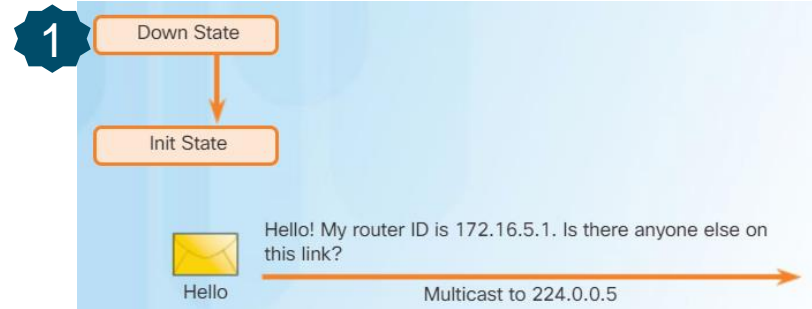 1
Down State
Init State
Hello! My router ID is 172.16.5.1. Is there anyone else on
this link?
Hello
Multicast to 224.0.0.5